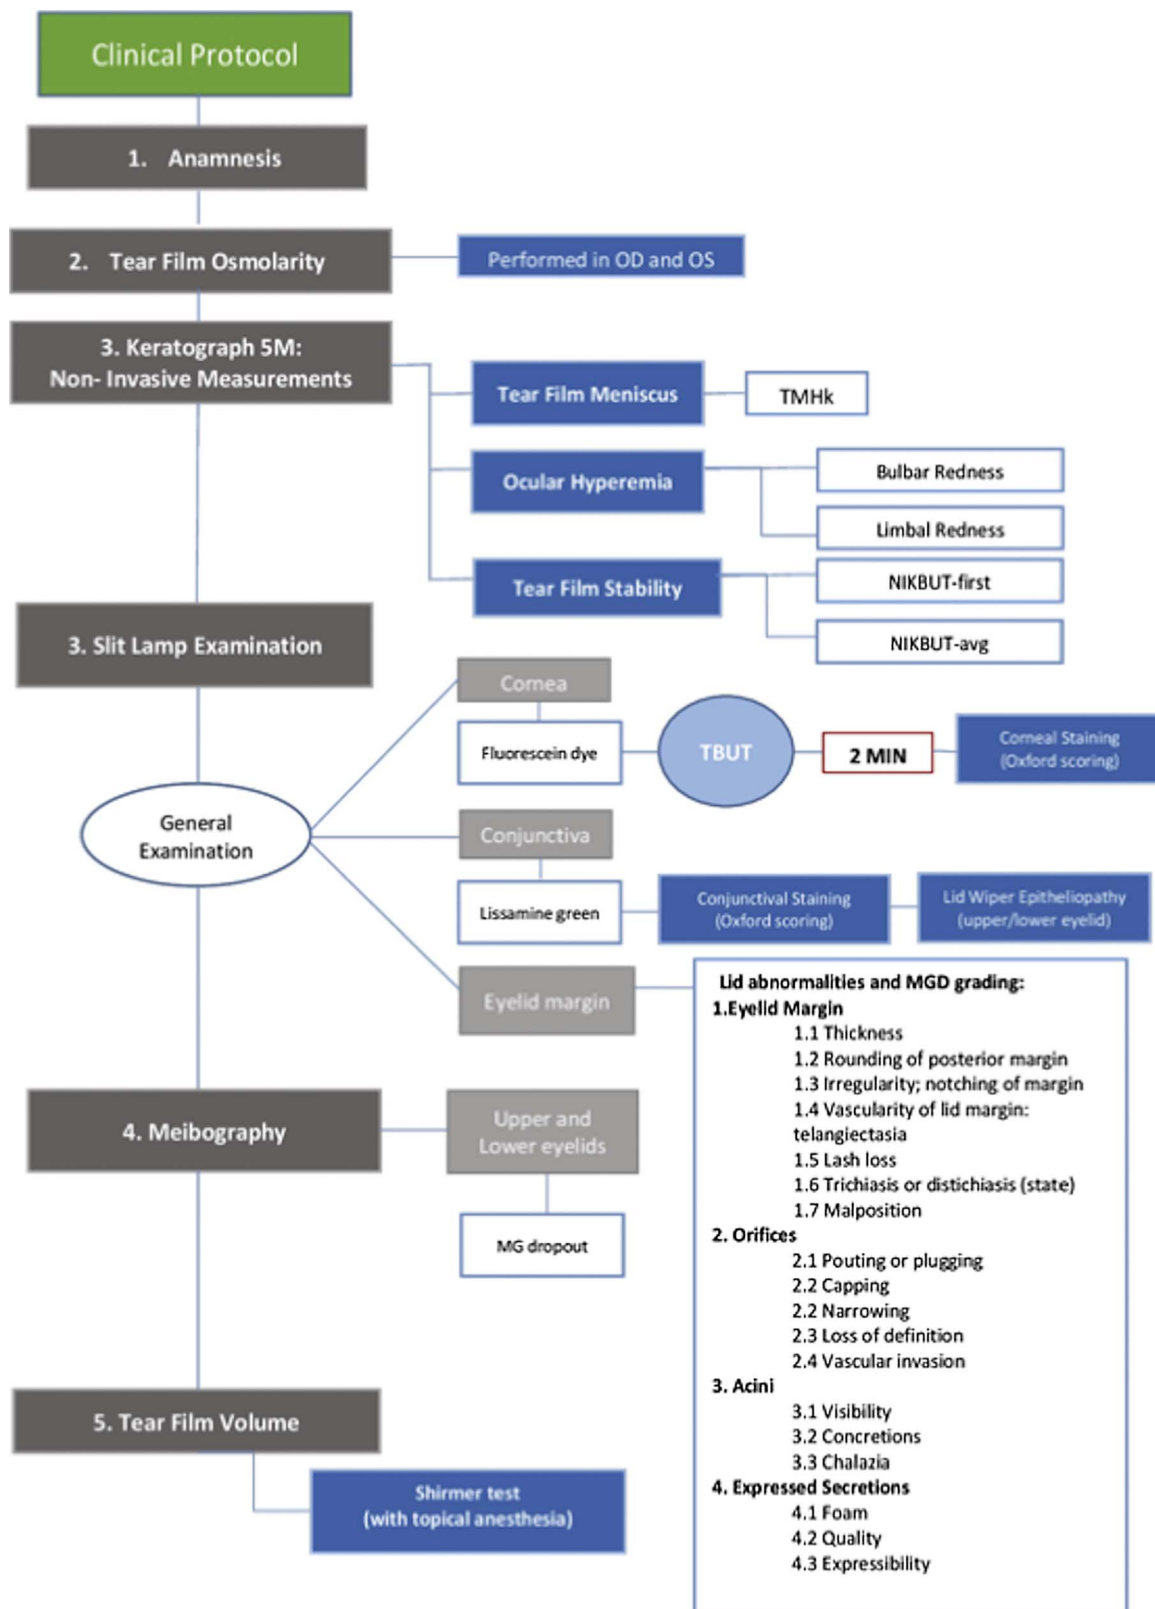 Clinical Protocol
1. Anamnesis
2. Tear Film Osmolarity
Performed in OD and OS
3. Keratograph 5M:
Non- Invasive Measurements
Tear Film Meniscus
TMHk
Ocular Hyperemia
Bulbar Redness
Limbal Redness
Tear Film Stability
NIKBUT-first
NIKBUT-avg
3. Slit Lamp Examination
General
Examination
Cornea
Fluorescein dye
TBUT
2 MIN
Corneal Staining
(Oxford scoring)
Conjunctiva
Lissamine green
Conjunctival Staining
(Oxford scoring)
Lid Wiper Epitheliopathy
(upper/lower eyelid)
Eyelid margin
Lid abnormalities and MGD grading:
1.Eyelid Margin
1.1 Thickness
1.2 Rounding of posterior margin
1.3 Irregularity; notching of margin
1.4 Vascularity of lid margin:
telangiectasia
1.5 Lash loss
1.6 Trichiasis or distichiasis (state)
1.7 Malposition
2. Orifices
2.1 Pouting or plugging
2.2 Capping
2.2 Narrowing
2.3 Loss of definition
2.4 Vascular invasion
3. Acini
3.1 Visibility
3.2 Concretions
3.3 Chalazia
4. Expressed Secretions
4.1 Foam
4.2 Quality
4.3 Expressibility
4. Meibography
Upper and
Lower eyelids
MG dropout
5. Tear Film Volume
Shirmer test
(with topical anesthesia)